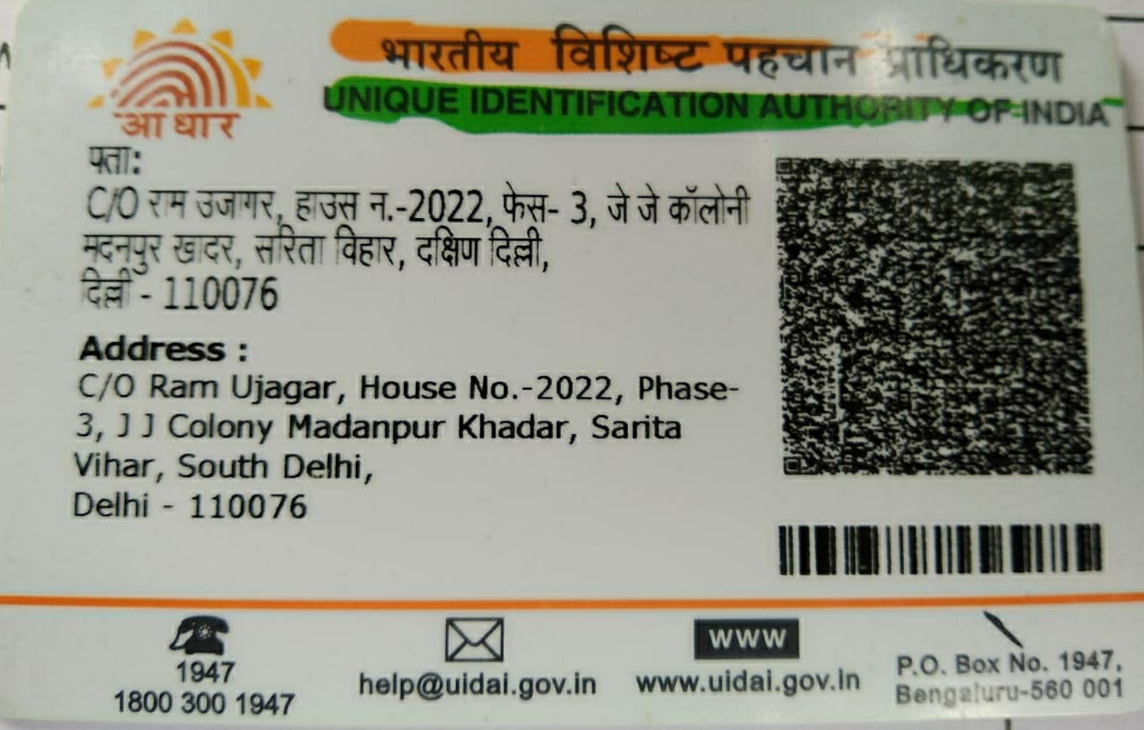 भारतीय विशिष्ट पहचान प्राधिकरण
UNIQUE IDENTIFICATION AUTHORITY OF INDIA
आधार
पता:
C/O राम उजागर, हाउस न.-2022, फेस- 3, जे जे कॉलोनी
मदनपुर खादर, सरिता विहार, दक्षिण दिल्ली,
दिल्ली - 110076
Address :
C/O Ram Ujagar, House No.-2022, Phase-
3, J J Colony Madanpur Khadar, Sarita
Vihar, South Delhi,
Delhi - 110076
1947
1800 300 1947
help@uidai.gov.in
www
www.uidai.gov.in
P.O. Box No. 1947,
Bengaluru-560 001